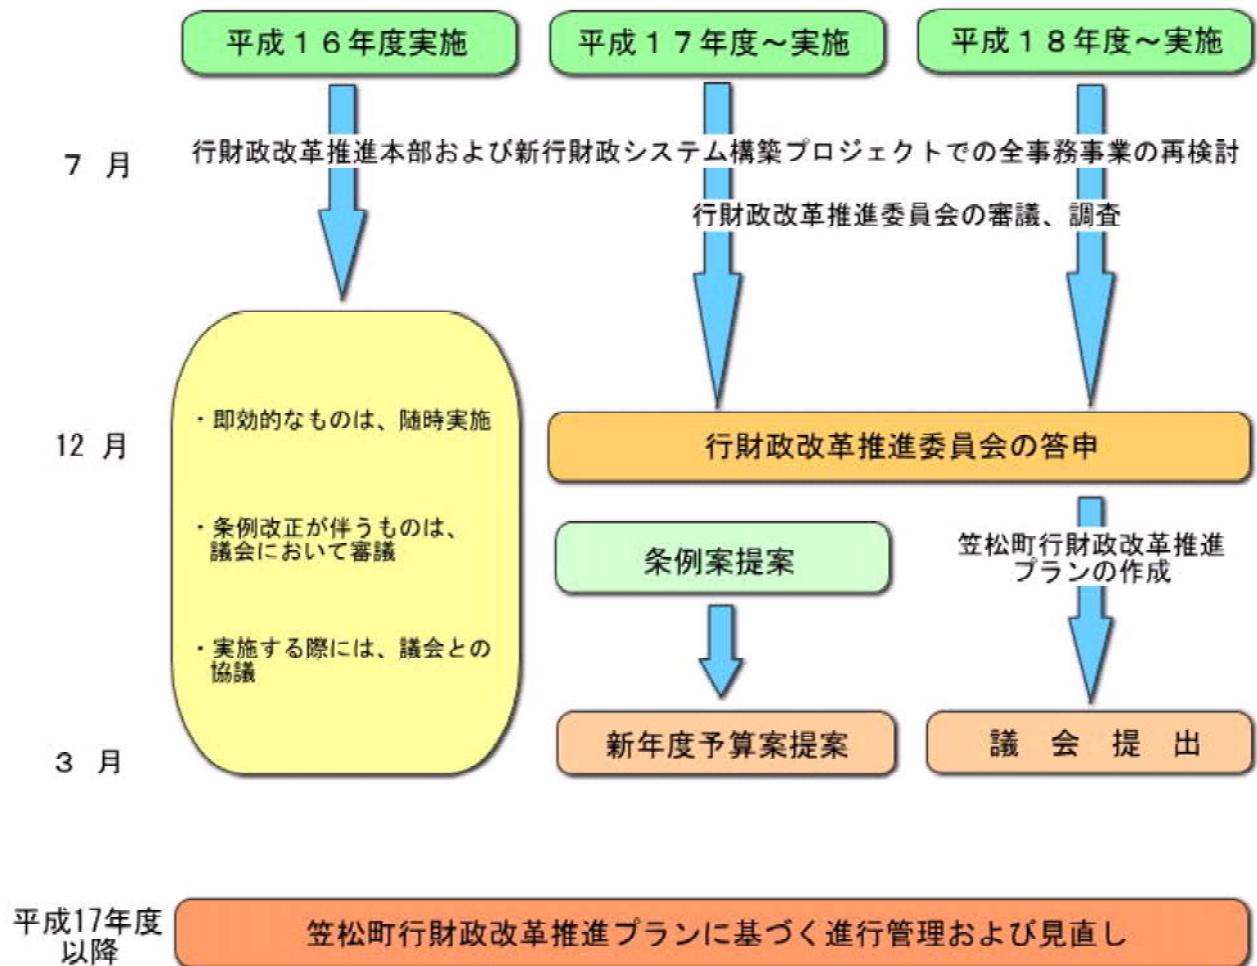 平成１６年度実施
平成１７年度～実施
平成１８年度～実施
７ 月
行財政改革推進本部および新行財政システム構築プロジェクトでの全事務事業の再検討
行財政改革推進委員会の審議、調査
12 月
・即効的なものは、随時実施
・条例改正が伴うものは、
議会において審議
・実施する際には、議会との
協議
行財政改革推進委員会の答申
条例案提案
笠松町行財政改革推進
プランの作成
３ 月
新年度予算案提案
議 会 提 出
平成17年度
以降
笠松町行財政改革推進プランに基づく進行管理および見直し